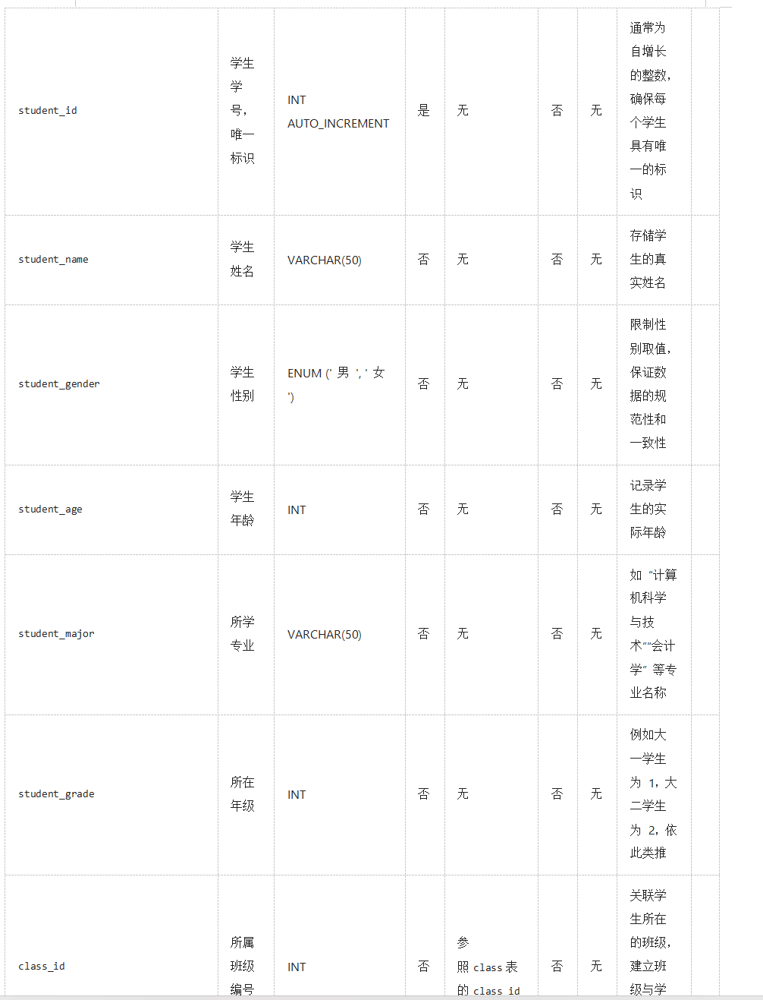 student_id
学生
学
号，
唯一
标识
INT
AUTO_INCREMENT
是
无
否
无
通常为
自增长
的整数，
确保每
个学生
具有唯
一的标
识
student_name
学生
姓名
VARCHAR(50)
否
无
否
无
存储学
生的真
实姓名
student_gender
学生
性别
ENUM (' 男 ', ' 女
')
否
无
否
无
限制性
别取值，
保证数
据的规
范性和
一致性
student_age
学生
年龄
INT
否
无
否
无
记录学
生的实
际年龄
student_major
所学
专业
VARCHAR(50)
否
无
否
无
如 “计算
机科学
与技
术”“会计
学” 等专
业名称
student_grade
所在
年级
INT
否
无
否
无
例如大
一学生
为 1，大
二学生
为 2，依
此类推
class_id
所属
班级
编号
INT
否
参
照 class 表
的 class_id
否
无
关联学
生所在
的班级，
建立班
级与学